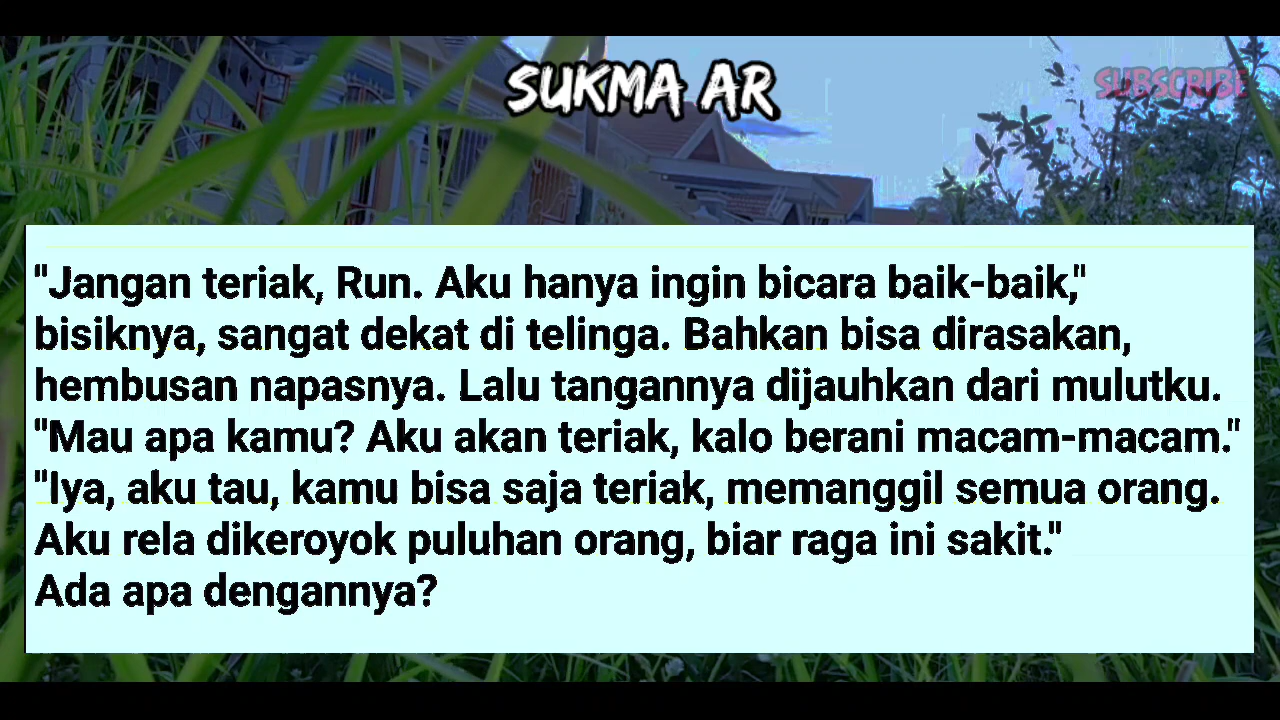 SUKMA AR
SUBSCRIBE
"Jangan teriak, Run. Aku hanya ingin bicara baik-baik,"
bisiknya, sangat dekat di telinga. Bahkan bisa dirasakan,
hembusan napasnya. Lalu tangannya dijauhkan dari mulutku.
"Mau apa kamu? Aku akan teriak, kalo berani macam-macam."
"Iya, aku tau, kamu bisa saja teriak, memanggil semua orang.
Aku rela dikeroyok puluhan orang, biar raga ini sakit."
Ada apa dengannya?